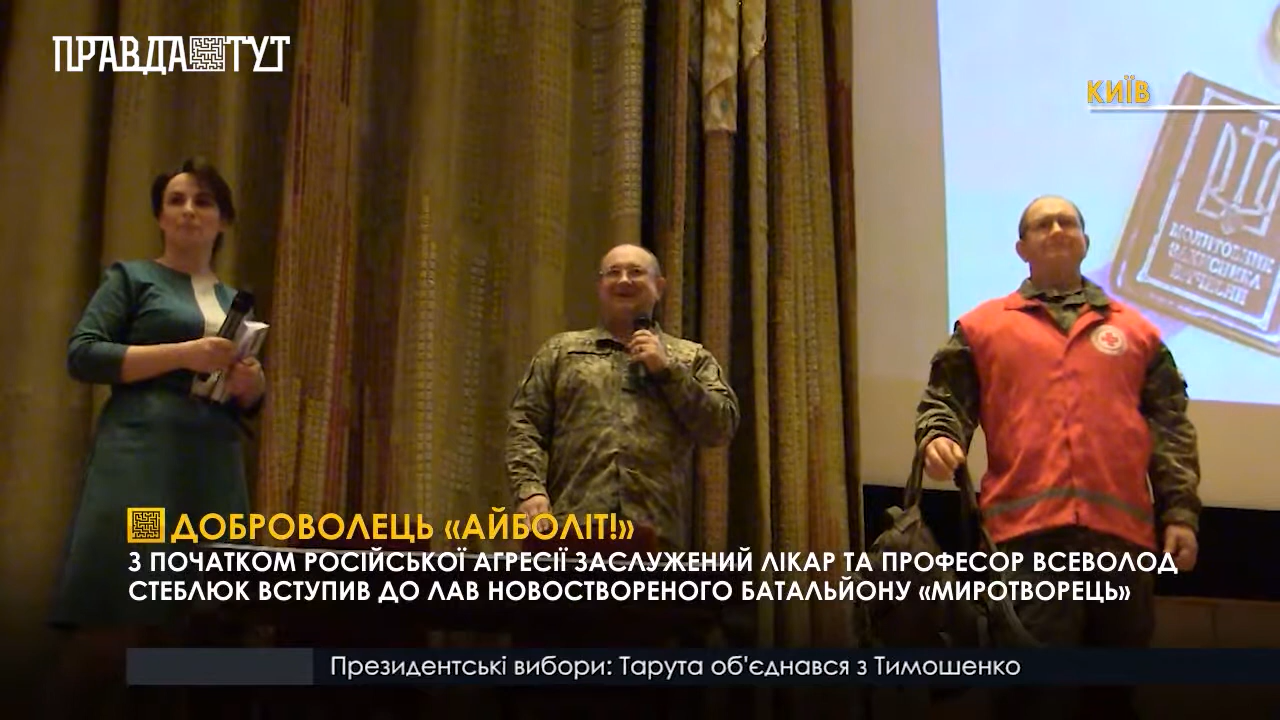 ПРАВДА ТУТ
КИЇВ
МОЛИТОВНИК
ЗАХИСНИКА
ВІТЧИЗНИ
ДОБРОВОЛЕЦЬ «АЙБОЛІТ!»
З ПОЧАТКОМ РОСІЙСЬКОЇ АГРЕСІЇ ЗАСЛУЖЕНИЙ ЛІКАР ТА ПРОФЕСОР ВСЕВОЛОД
СТЕБЛЮК ВСТУПИВ ДО ЛАВ НОВОСТВОРЕНОГО БАТАЛЬЙОНУ «МИРОТВОРЕЦЬ»
Президентські вибори: Тарута об'єднався з Тимошенко